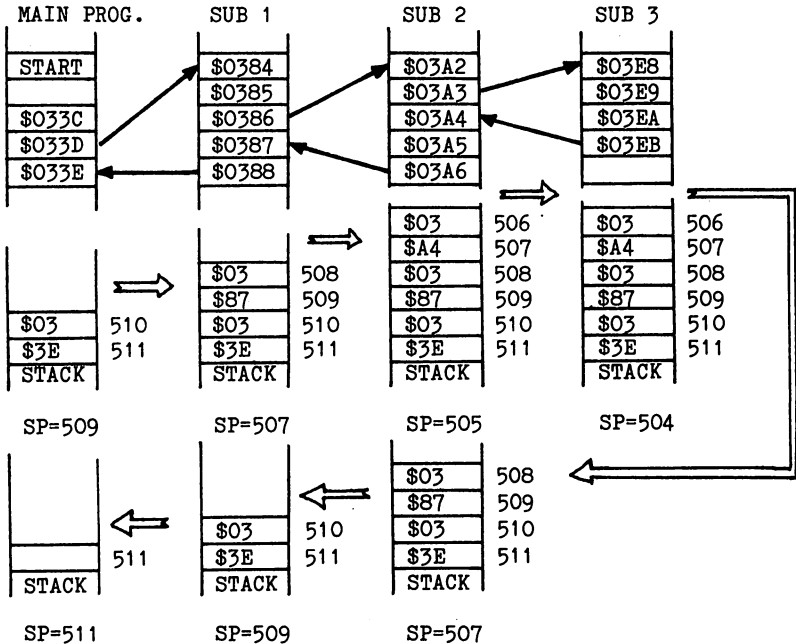 MAIN PROG. SUB 1 SUB 2 SUB 3
START $0384 $03A2 $03E8
$0385 $03A3 $03E9
$033C $0386 $03A4 $03EA
$033D $0387 $03A5 $03EB
$033E $0388 $03A6
$03 506 $03 506
$A4 507 $A4 507
$03 508 $03 508 $03 508
$87 509 $87 509 $87 509
$03 510 $03 510 $03 510 $03 510
$3E 511 $3E 511 $3E 511 $3E 511
STACK STACK STACK STACK
SP=509 SP=507 SP=505 SP=504
$03 508
$87 509
$03 510 $03 510
511 $3E 511 $3E 511
STACK STACK STACK
SP=511 SP=509 SP=507